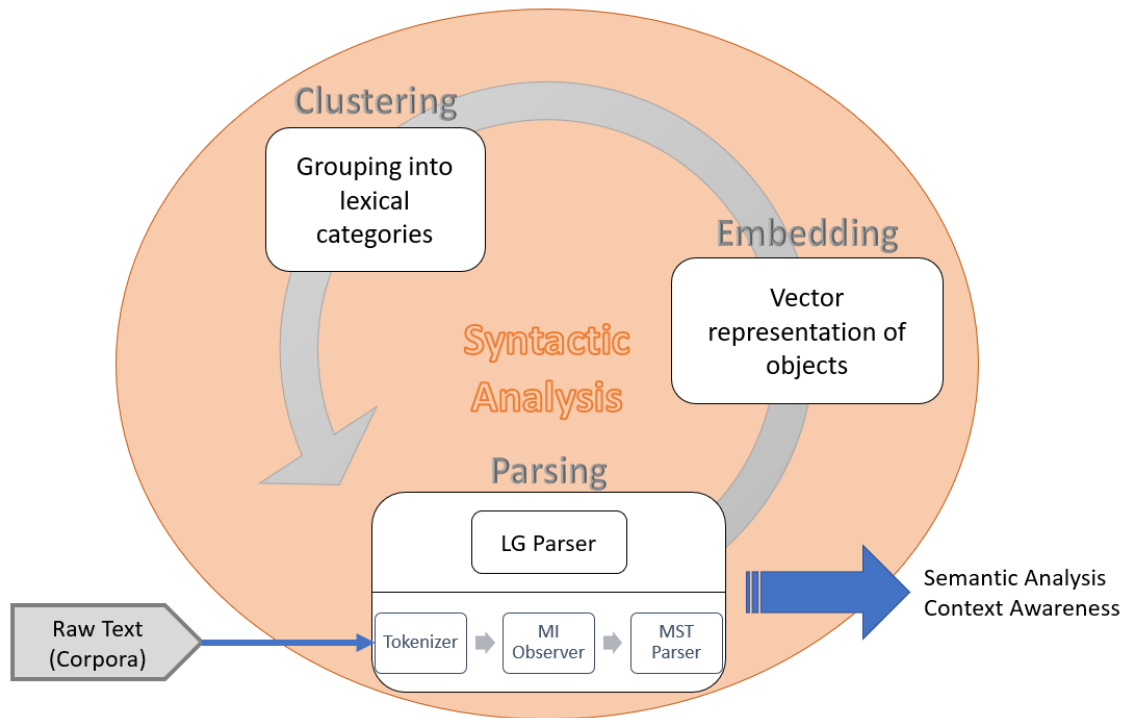 Clustering
Grouping into
lexical
categories
Embedding
Vector
representation of
objects
Syntactic
Analysis
Parsing
LG Parser
Raw Text
(Corpora)
Tokenizer
MI
Observer
MST
Parser
Semantic Analysis
Context Awareness